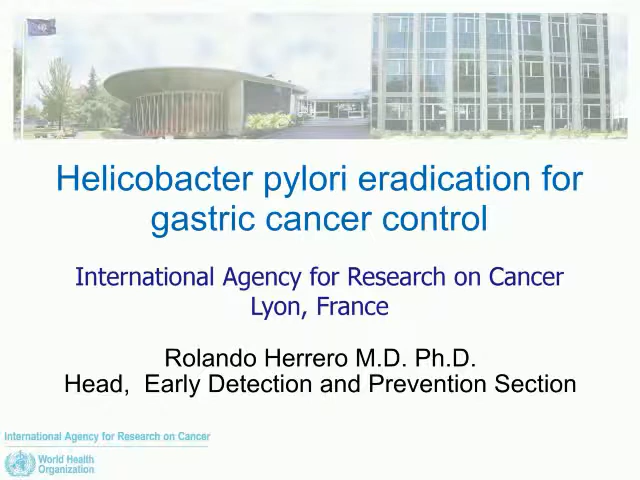 Helicobacter pylori eradication for
gastric cancer control
International Agency for Research on Cancer
Lyon, France
Rolando Herrero M.D. Ph.D.
Head,  Early Detection and Prevention Section
International Agency for Research on Cancer
World Health
Organization